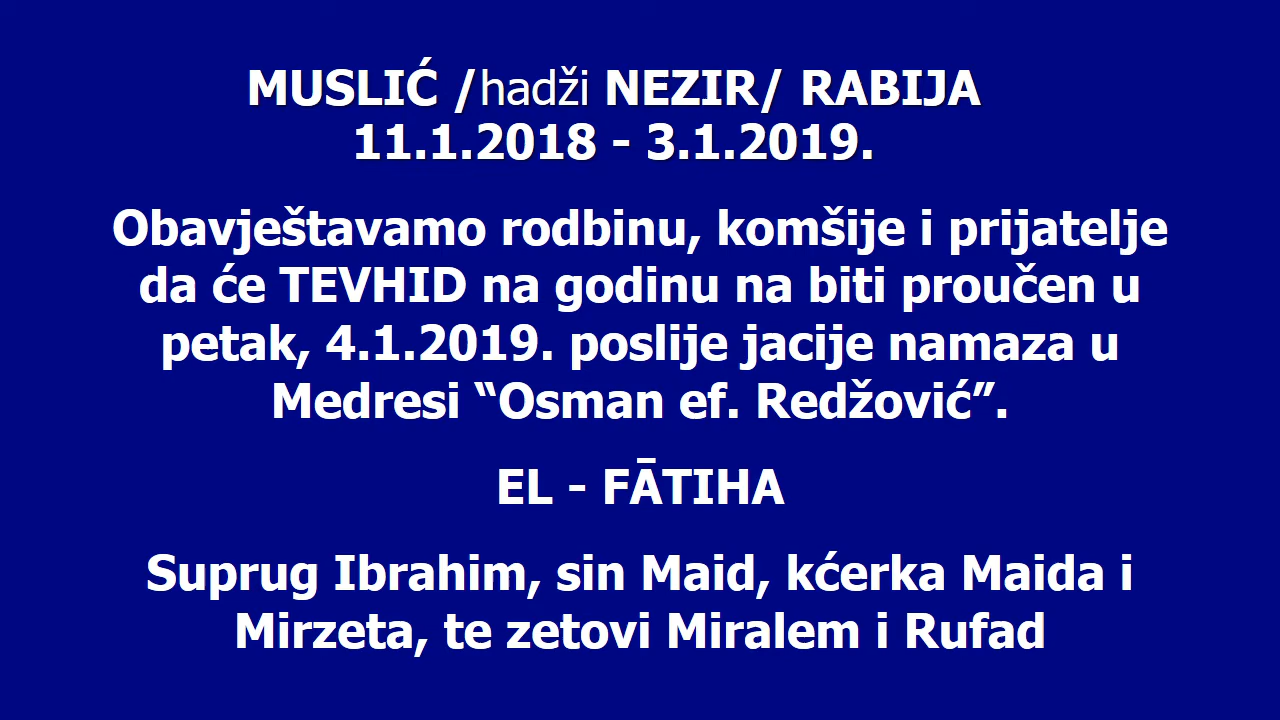 MUSLIĆ /hadži NEZIR/ RABIJA
11.1.2018 - 3.1.2019.
Obavještavamo rodbinu, komšije i prijatelje
da će TEVHID na godinu na biti proučen u
petak, 4.1.2019. poslije jacije namaza u
Medresi “Osman ef. Redžović”.
EL - FĀTIHA
Suprug Ibrahim, sin Maid, kćerka Maida i
Mirzeta, te zetovi Miralem i Rufad